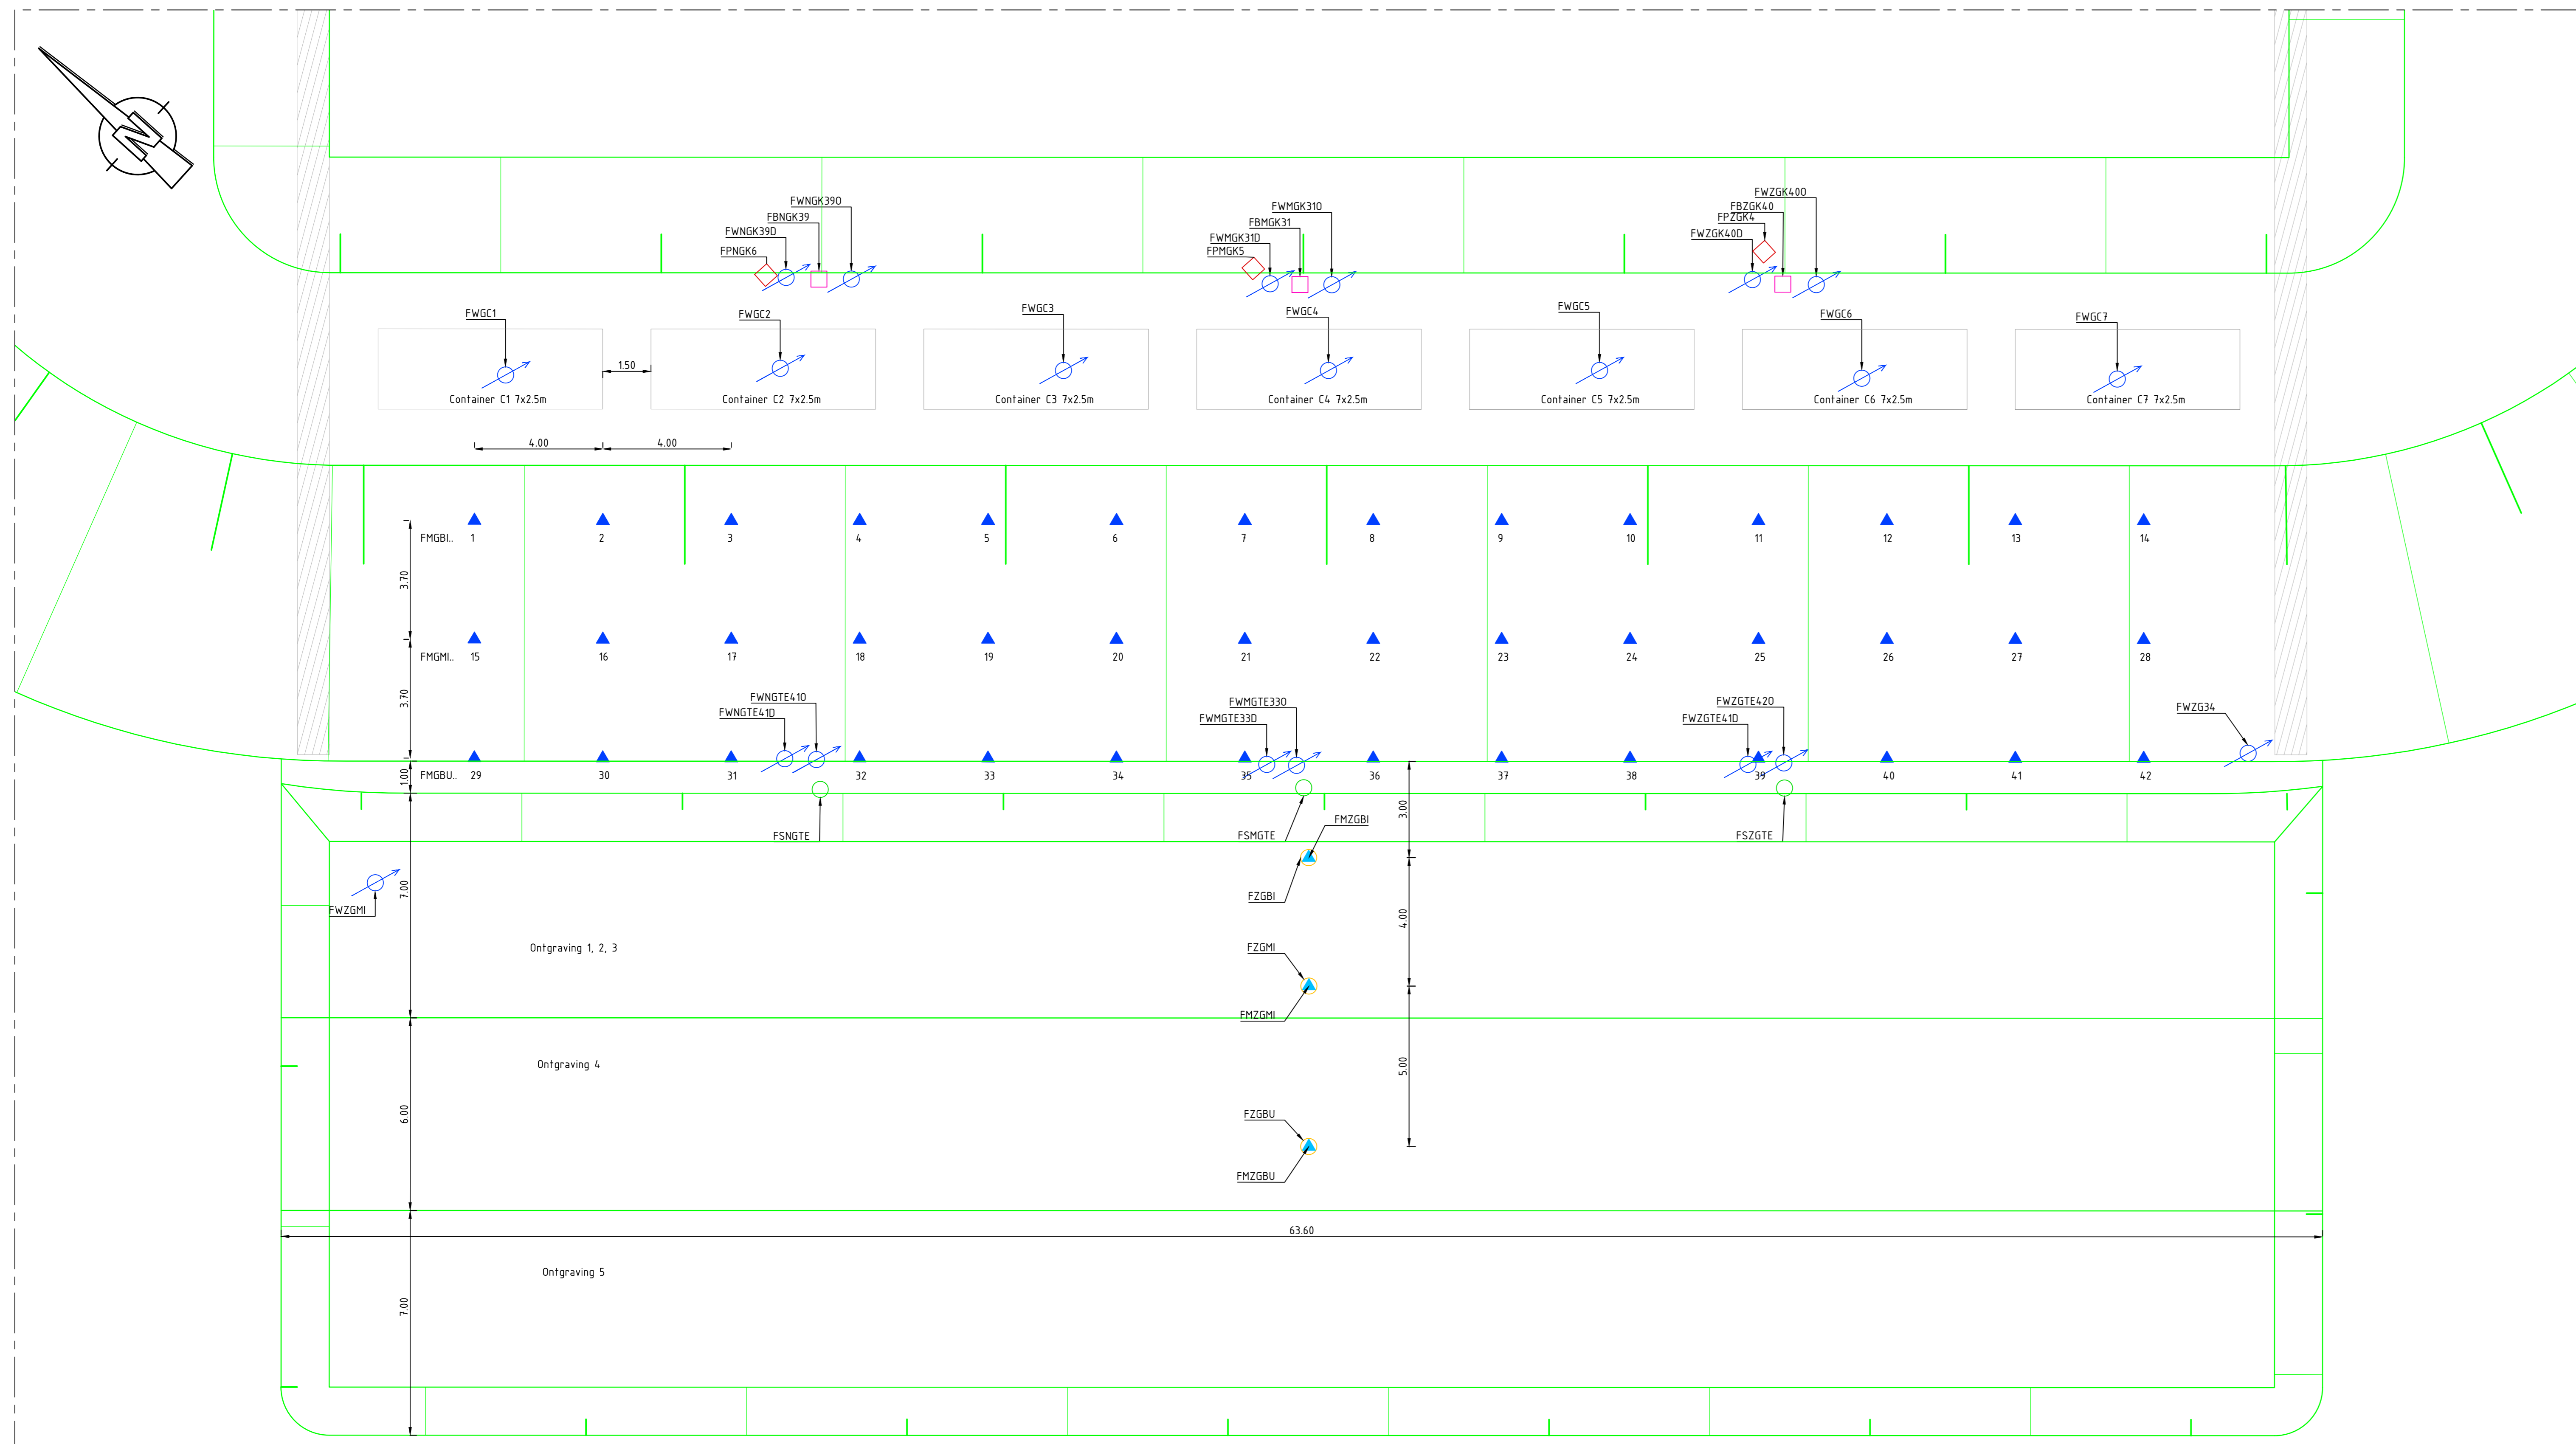 N
FWZGK400
FWNGK390
FBZGK40
FWMGK310
FPZGK4
FBNGK39
FBMGK31
FWNGK39D
FWMGK31D
FWZGK40D
FPNGK6
FPMGK5
FWGC1
FWGC2
FWGC3
FWGC4
FWGC5
FWGC6
FWGC7
1.50
Container C1 7x2.5m
Container C2 7x2.5m
Container C3 7x2.5m
Container C4 7x2.5m
Container C5 7x2.5m
Container C6 7x2.5m
Container C7 7x2.5m
4.00 4.00
FMGBI.. 1 2 3 4 5 6 7 8 9 10 11 12 13 14
3.70
FMGMI.. 15 16 17 18 19 20 21 22 23 24 25 26 27 28
3.70
FWNGTE410
FWMGTE330
FWZGTE420
FWZG34
FWNGTE41D
FWMGTE33D
FWZGTE41D
FMGBU.. 29 30 31 32 33 34 35 36 37 38 39 40 41 42
1.00
3.00
FMZGBI
FSNGTE
FSMGTE
FSZGTE
7.00
FZGBI
FWZGMI
4.00
Ontgraving 1, 2, 3
FZGMI
FMZGMI
Ontgraving 4
5.00
6.00
FZGBU
FMZGBU
63.60
Ontgraving 5
7.00